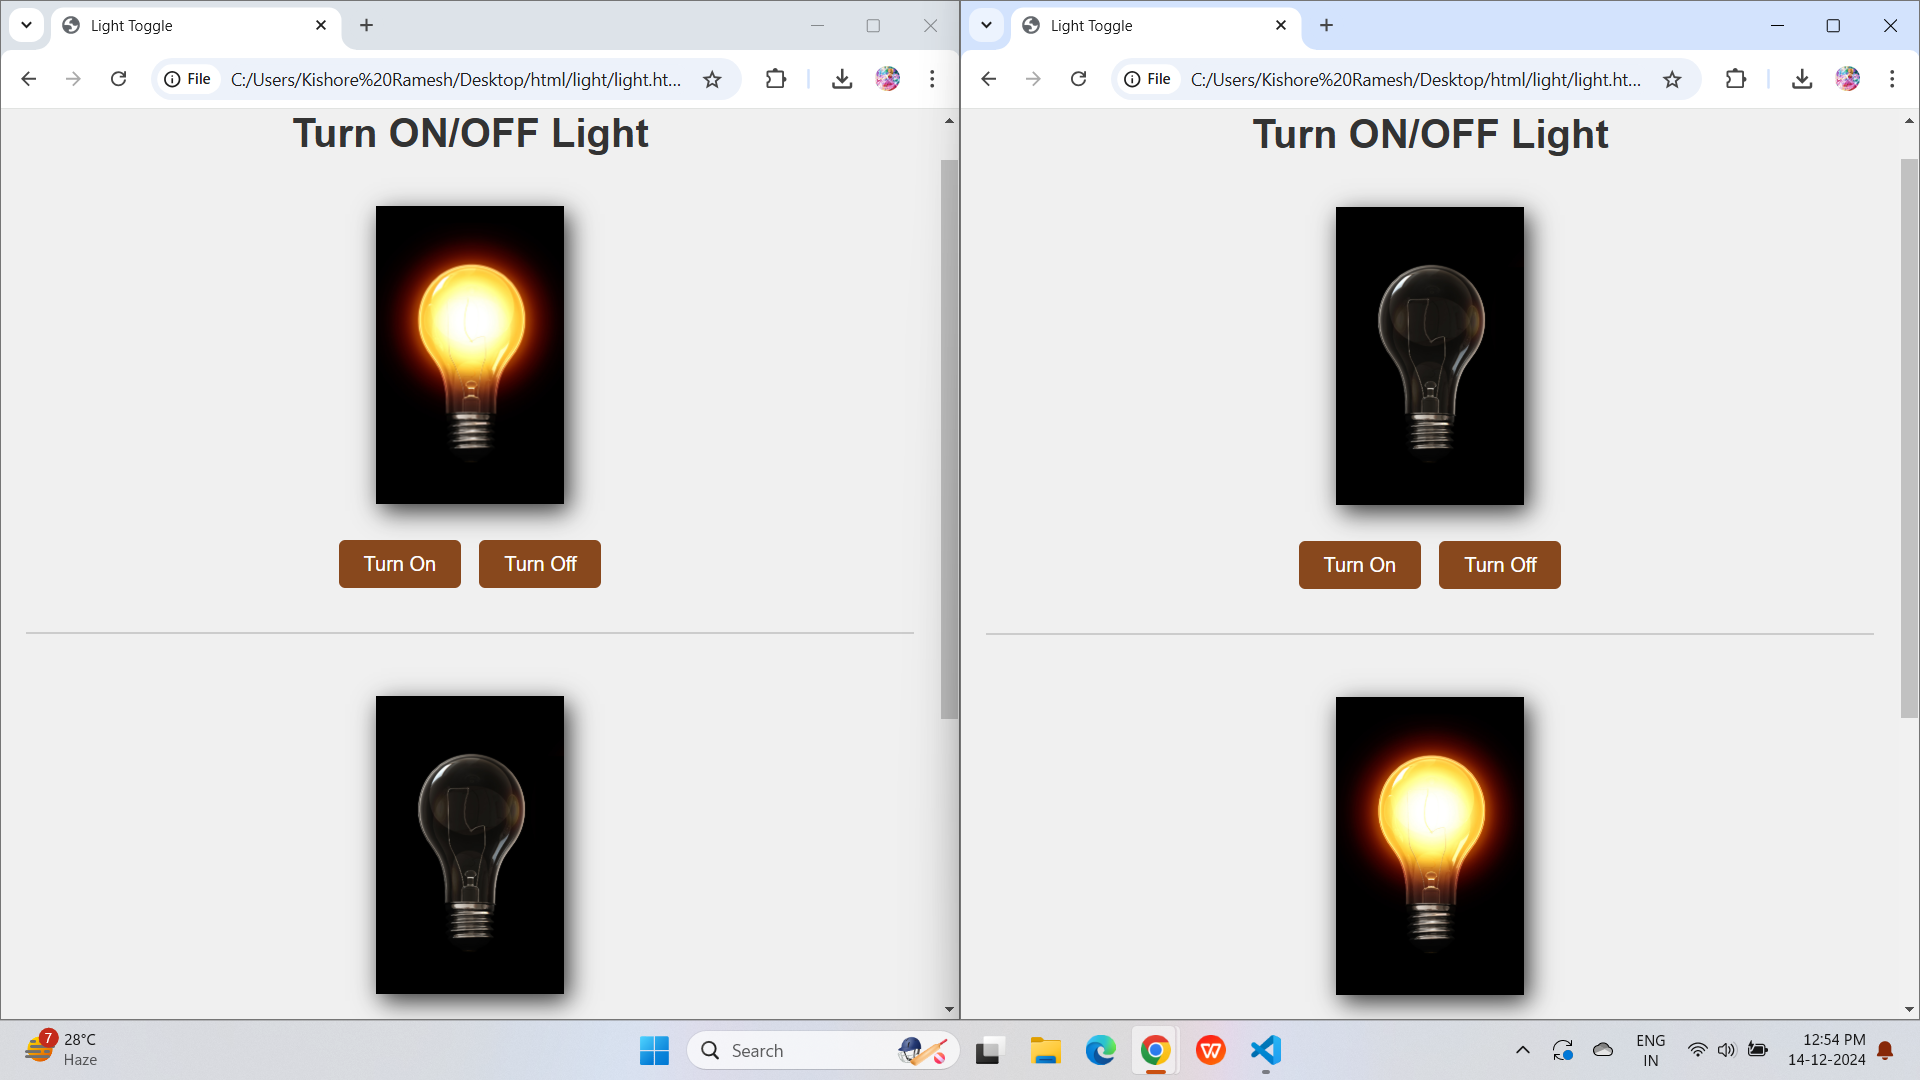 Light Toggle
File
C:/Users/Kishore%20Ramesh/Desktop/html/light/light.ht...
Turn ON/OFF Light
Turn On
Turn Off
Light Toggle
File
C:/Users/Kishore%20Ramesh/Desktop/html/light/light.ht...
Turn ON/OFF Light
Turn On
Turn Off
7
28°C
Haze
Search
W
ENG
IN
12:54 PM
14-12-2024